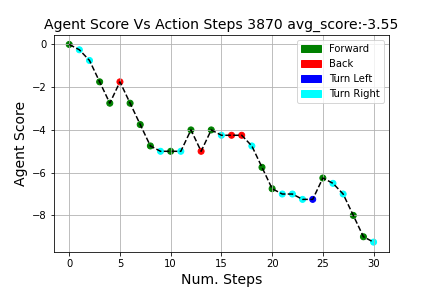 Agent Score Vs Action Steps 3870 avg_score:-3.55
Forward
Back
Turn Left
Turn Right
Agent Score
0
−2
−4
−6
−8
0 5 10 15 20 25 30
Num. Steps